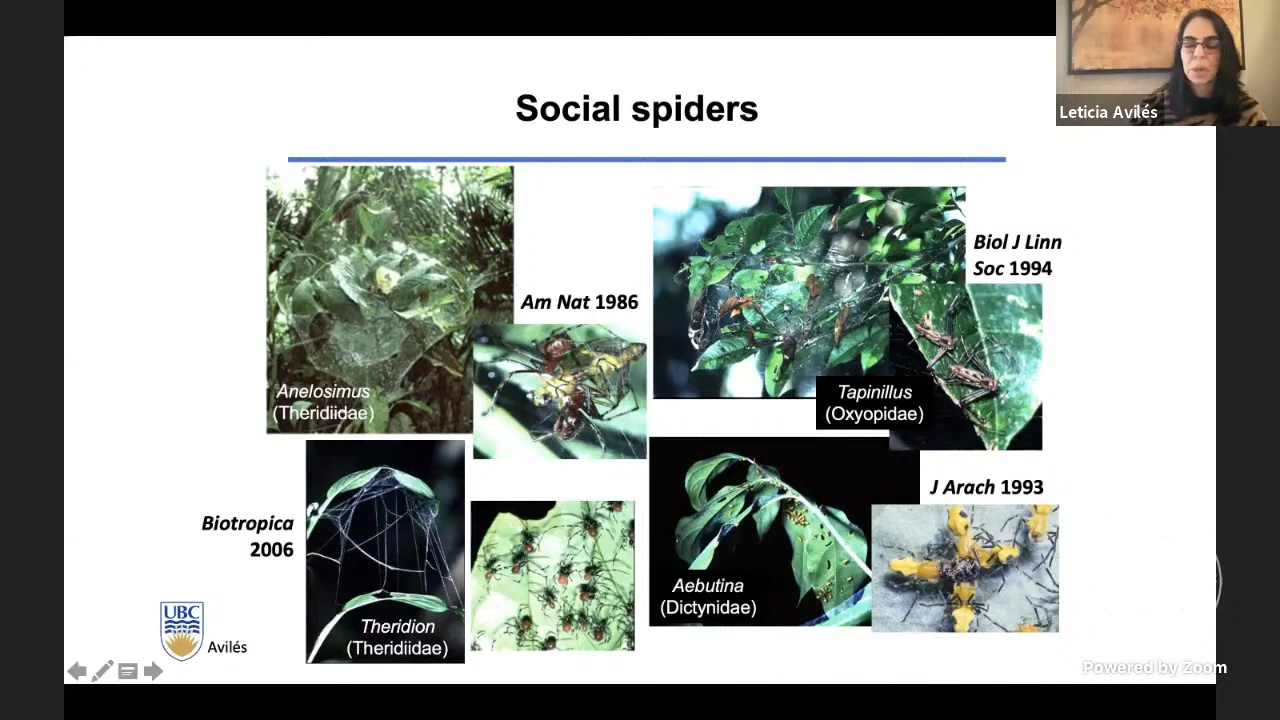 Social spiders
Leticia Avilés
Am Nat 1986
Anelosimus
(Theridiidae)
Biol J Linn
Soc 1994
Tapinillus
(Oxyopidae)
Biotropica
2006
Theridion
(Theridiidae)
J Arach 1993
Aebutina
(Dictynidae)
UBC
Avilés
Powered by Zoom